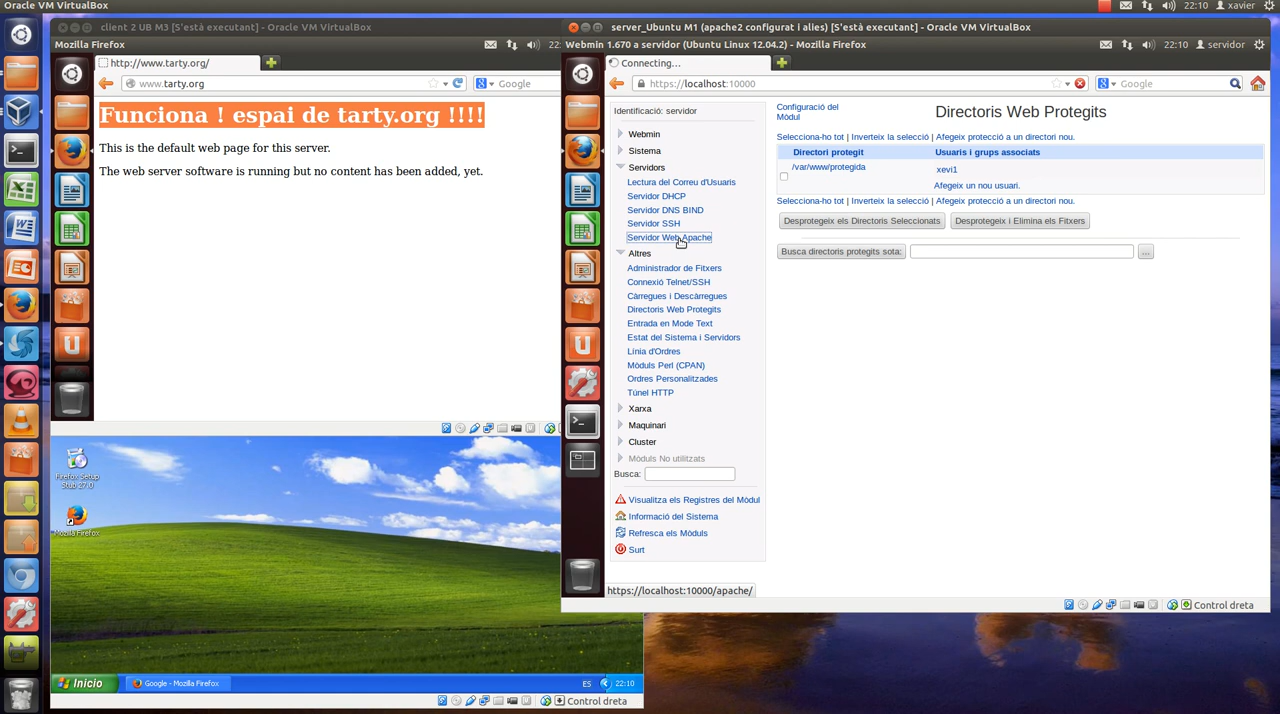 Oracle VM VirtualBox
22:10
xavier
client 2 UB M3 [S'està executant] - Oracle VM VirtualBox
Mozilla Firefox
22:
http://www.tarty.org/
www.tarty.org
Google
Funciona ! espai de tarty.org !!!!
This is the default web page for this server.
The web server software is running but no content has been added, yet.
Firefox Setup
Stub 27.0
Mozilla Firefox
Inicio
Google - Mozilla Firefox
ES
22:10
Control dreta
server_Ubuntu M1 (apache2 configurat i alies) [S'està executant] - Oracle VM VirtualBox
Webmin 1.670 a servidor (Ubuntu Linux 12.04.2) - Mozilla Firefox
22:10
servidor
Connecting...
https://localhost:10000
Google
Identificació: servidor
Webmin
Sistema
Servidors
Lectura del Correu d'Usuaris
Servidor DHCP
Servidor DNS BIND
Servidor SSH
Servidor Web Apache
Altres
Administrador de Fitxers
Connexió Telnet/SSH
Càrregues i Descàrregues
Directoris Web Protegits
Entrada en Mode Text
Estat del Sistema i Servidors
Línia d'Ordres
Mòduls Perl (CPAN)
Ordres Personalitzades
Túnel HTTP
Xarxa
Maquinari
Cluster
Mòduls No utilitzats
Busca:
Visualitza els Registres del Mòdul
Informació del Sistema
Refresca els Mòduls
Surt
https://localhost:10000/apache/
Configuració del
Mòdul
Directoris Web Protegits
Selecciona-ho tot | Inverteix la selecció | Afegeix protecció a un directori nou.
Directori protegit
Usuaris i grups associats
/var/www/protegida
xevi1
Afegeix un nou usuari.
Selecciona-ho tot | Inverteix la selecció | Afegeix protecció a un directori nou.
Desprotegeix els Directoris Seleccionats
Desprotegeix i Elimina els Fitxers
Busca directoris protegits sota:
...
Control dreta